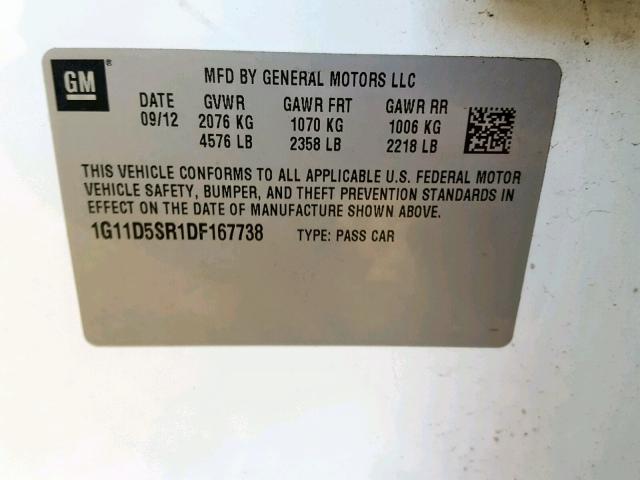 GM ®
MFD BY GENERAL MOTORS LLC
DATE GVWR GAWR FRT GAWR RR
09/12 2076 KG 1070 KG 1006 KG
4576 LB 2358 LB 2218 LB
THIS VEHICLE CONFORMS TO ALL APPLICABLE U.S. FEDERAL MOTOR
VEHICLE SAFETY, BUMPER, AND THEFT PREVENTION STANDARDS IN
EFFECT ON THE DATE OF MANUFACTURE SHOWN ABOVE.
1G11D5SR1DF167738 TYPE: PASS CAR